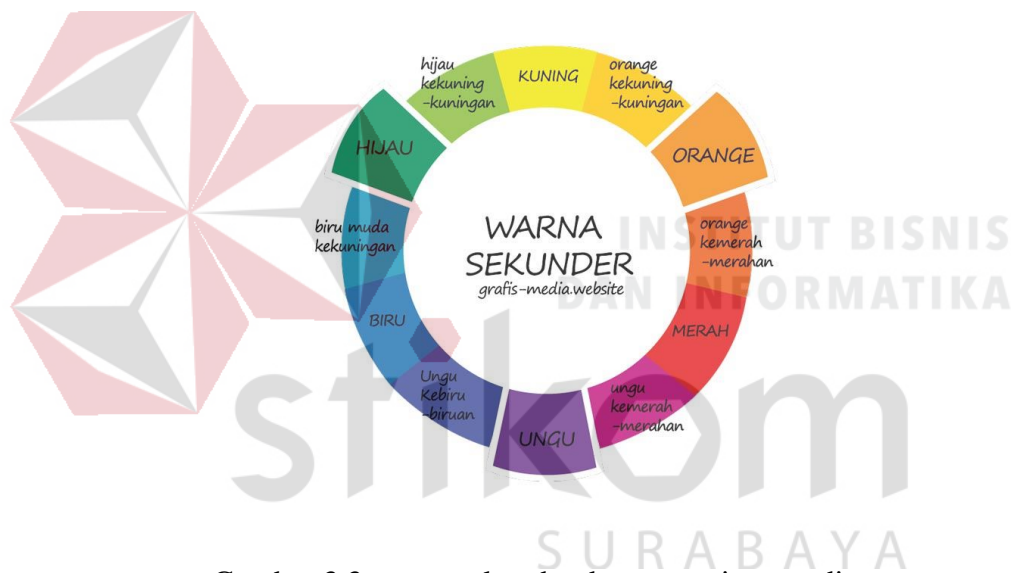 hijau
kekuning
-kuningan
KUNING
orange
kekuning
-kuningan
HIJAU
ORANGE
biru muda
kekuningan
WARNA
SEKUNDER
grafis-media.website
orange
kemerah
-merahan
INSTITUT BISNIS
DAN INFORMATIKA
BIRU
MERAH
Ungu
Kebiru
-biruan
UNGU
ungu
kemerah
-merahan
stikom
SURABAYA